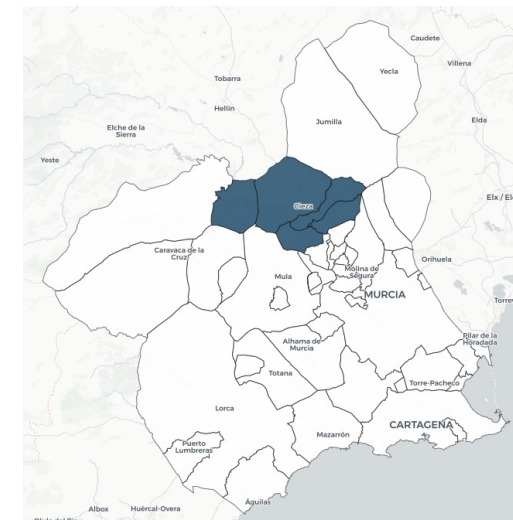 Caudete
Yecla
Villena
Tobarra
Hellín
Jumilla
Elda
Elche de la
Sierra
Yeste
Cieza
Elx / El
Caravaca de la
Cruz
Orihuela
Mula
Molina de
Segura
MURCIA
Torrev
Pilar de la
Horadada
Alhama de
Murcia
Totana
Torre-Pacheco
Lorca
CARTAGENA
Mazarrón
Puerto
Lumbreras
Águilas
Albox
Huércal-Overa